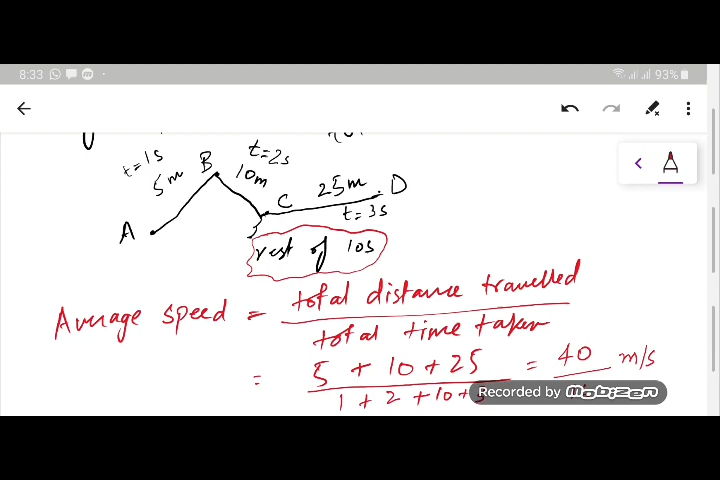 8:33
93%
t=1s
5m
B
t=2s
10m
C
25m
D
t=3s
A
rest of 10s
Average speed = total distance travelled
total time taken
= 5 + 10 + 25 = 40 m/s
1 + 2 + 10 +
Recorded by MOBIZEN